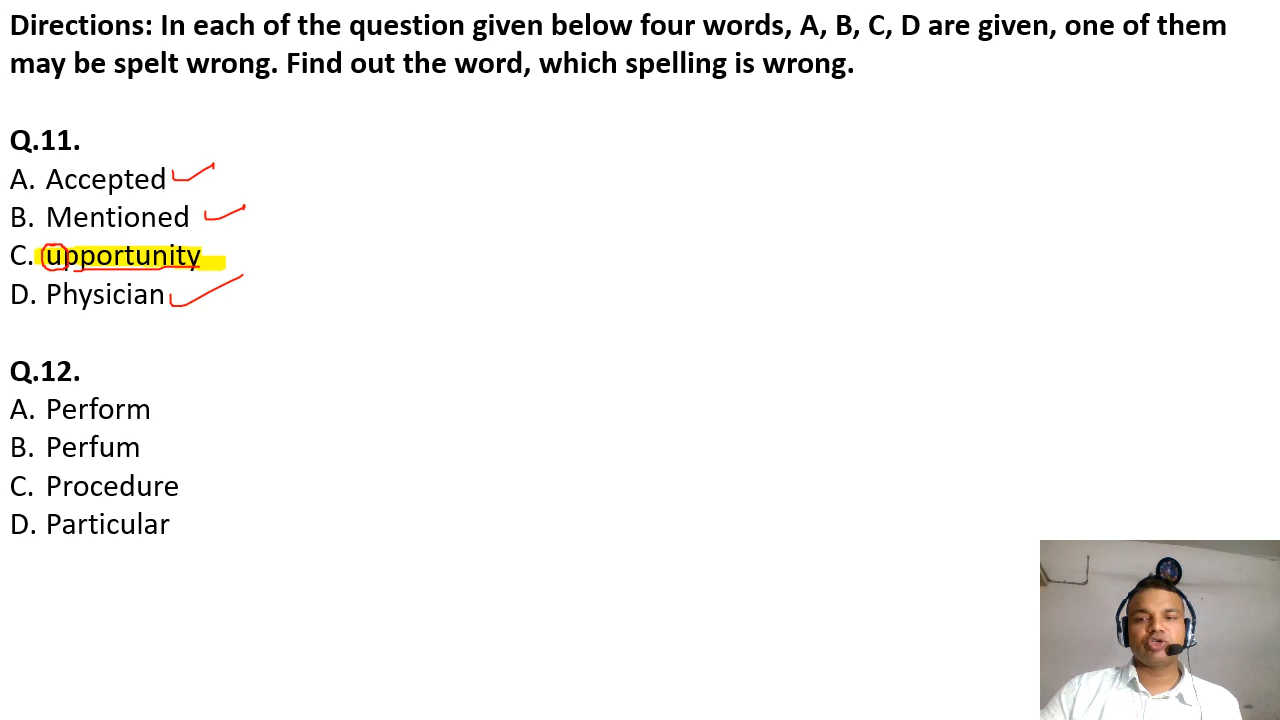 Directions: In each of the question given below four words, A, B, C, D are given, one of them
may be spelt wrong. Find out the word, which spelling is wrong.
Q.11.
A. Accepted
B. Mentioned
C. upportunity
D. Physician
Q.12.
A. Perform
B. Perfum
C. Procedure
D. Particular